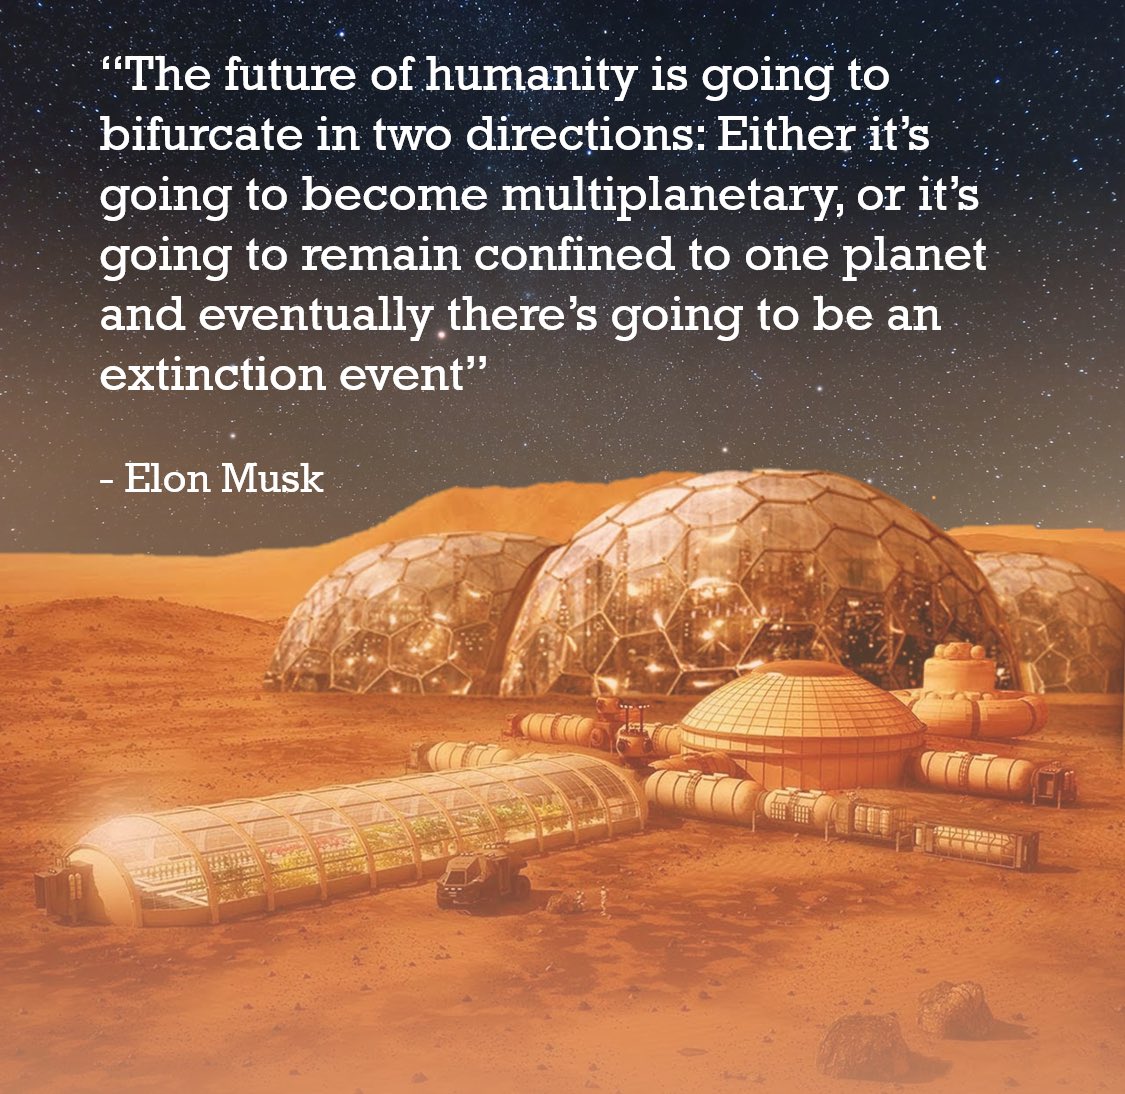 “The future of humanity is going to
bifurcate in two directions: Either it’s
going to become multiplanetary, or it’s
going to remain confined to one planet
and eventually there’s going to be an
extinction event”
- Elon Musk